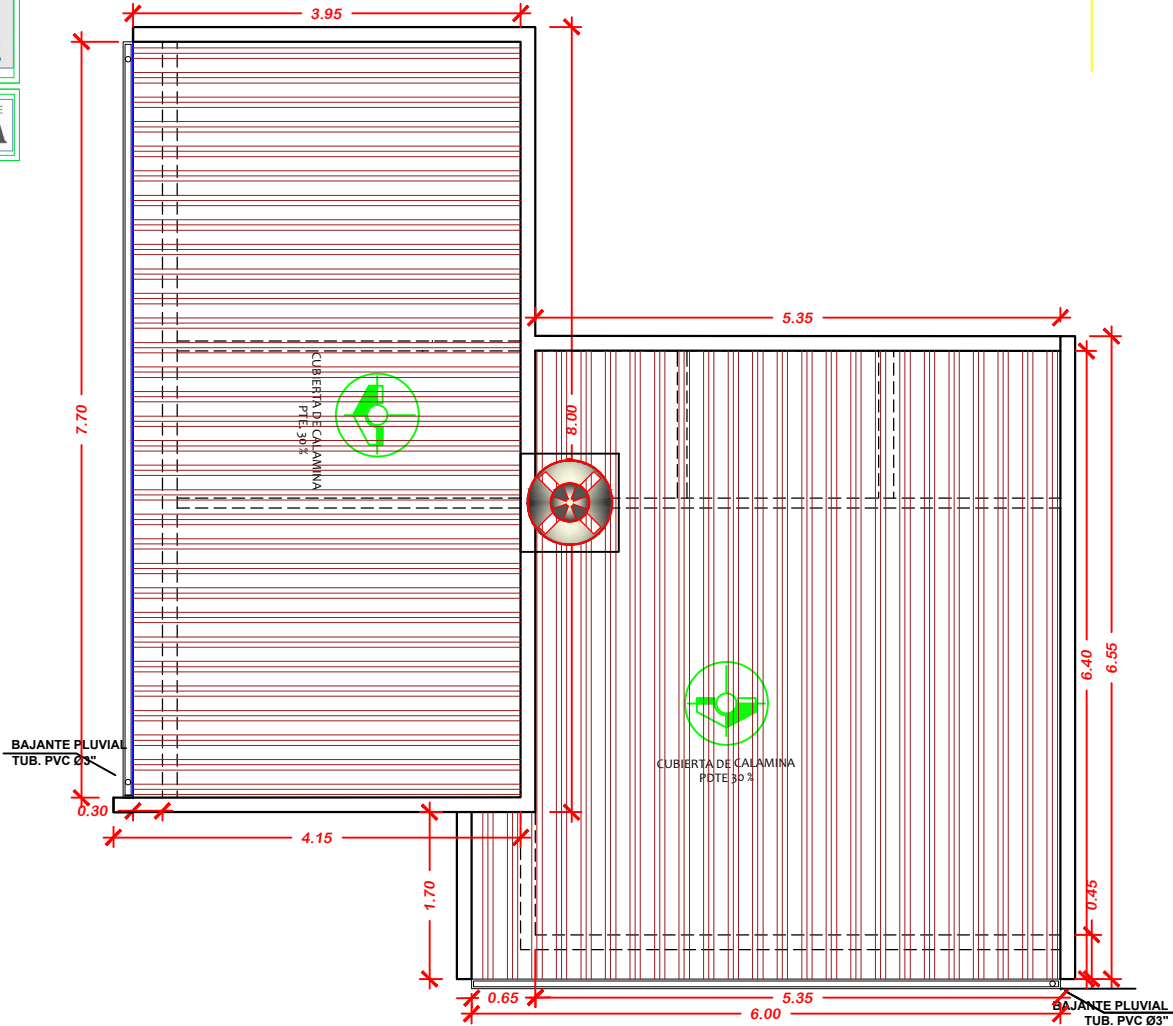 3.95
5.35
7.70
8.00
CUBIERTA DE CALAMINA
PTE. 30 %
6.40
6.55
CUBIERTA DE CALAMINA
PDTE 30 %
BAJANTE PLUVIAL
TUB. PVC Ø3"
0.30
4.15
1.70
0.45
0.65
5.35
6.00
BAJANTE PLUVIAL
TUB. PVC Ø3"